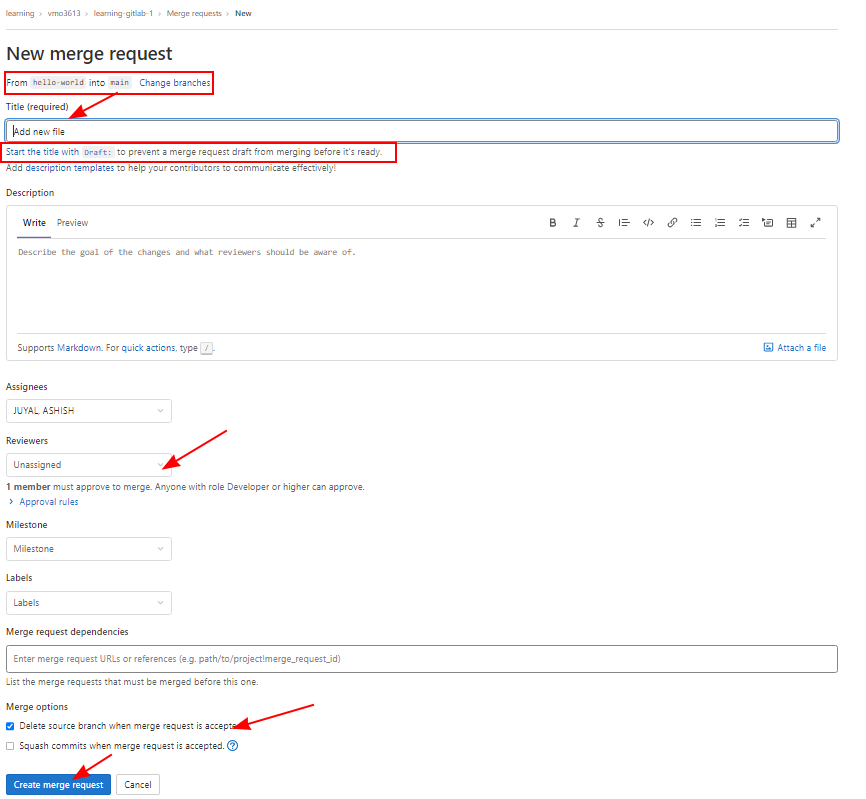 learning › vmo3613 › learning-gitlab-1 › Merge requests › New
New merge request
From hello-world into main Change branches
Title (required)
Add new file
Start the title with Draft: to prevent a merge request draft from merging before it's ready.
Add description templates to help your contributors to communicate effectively!
Description
Write Preview
Describe the goal of the changes and what reviewers should be aware of.
Supports Markdown. For quick actions, type /.
Attach a file
Assignees
JUYAL, ASHISH
Reviewers
Unassigned
1 member must approve to merge. Anyone with role Developer or higher can approve.
› Approval rules
Milestone
Milestone
Labels
Labels
Merge request dependencies
Enter merge request URLs or references (e.g. path/to/project!merge_request_id)
List the merge requests that must be merged before this one.
Merge options
Delete source branch when merge request is accepte
Squash commits when merge request is accepted. ?
Create merge request Cancel